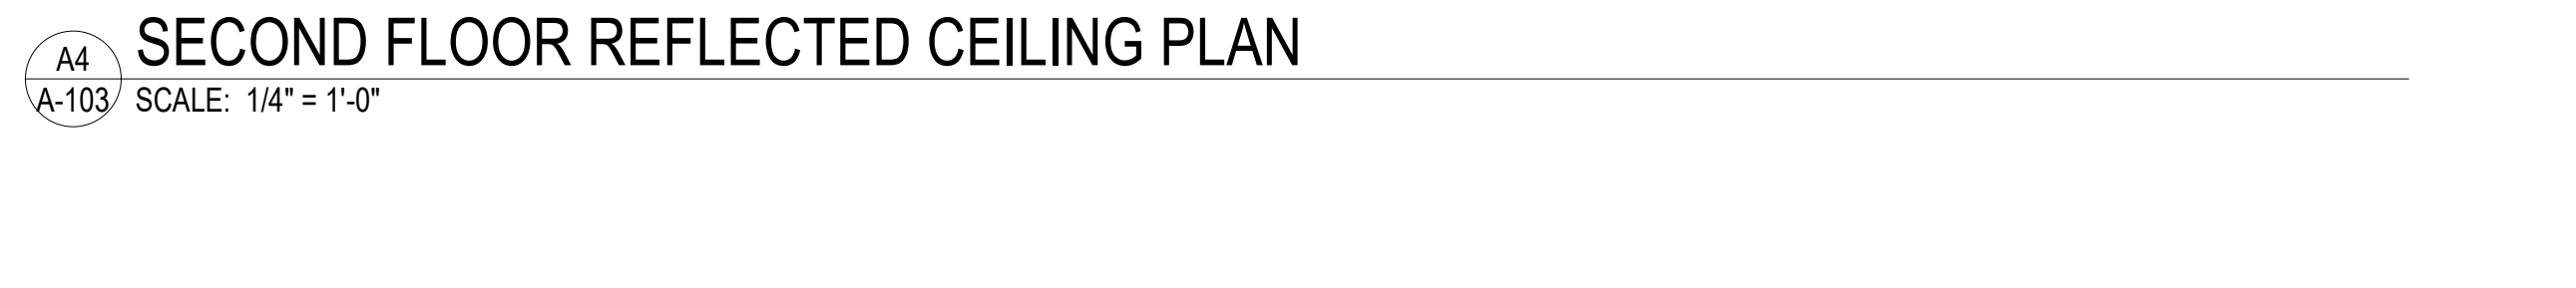 A4
SECOND FLOOR REFLECTED CEILING PLAN
A-103
SCALE: 1/4" = 1'-0"